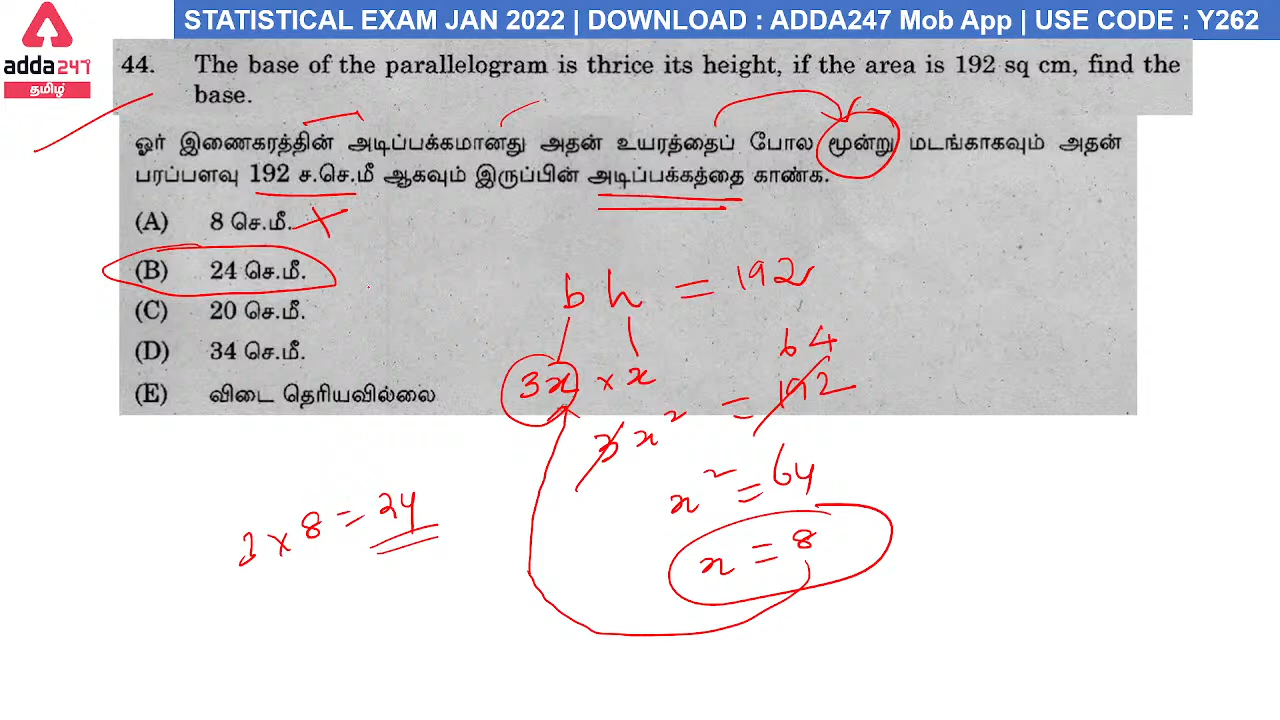 STATISTICAL EXAM JAN 2022 | DOWNLOAD : ADDA247 Mob App | USE CODE : Y262
adda247
தமிழ்
44. The base of the parallelogram is thrice its height, if the area is 192 sq cm, find the
base.
ஓர் இணைகரத்தின் அடிப்பக்கமானது அதன் உயரத்தைப் போல மூன்று மடங்காகவும் அதன்
பரப்பளவு 192 ச.செ.மீ ஆகவும் இருப்பின் அடிப்பக்கத்தை காண்க.
(A) 8 செ.மீ.
(B) 24 செ.மீ.
(C) 20 செ.மீ.
(D) 34 செ.மீ.
(E) விடை தெரியவில்லை
b h = 192
64
3x × x
3x² = 192
x² = 64
3 × 8 = 24
x = 8